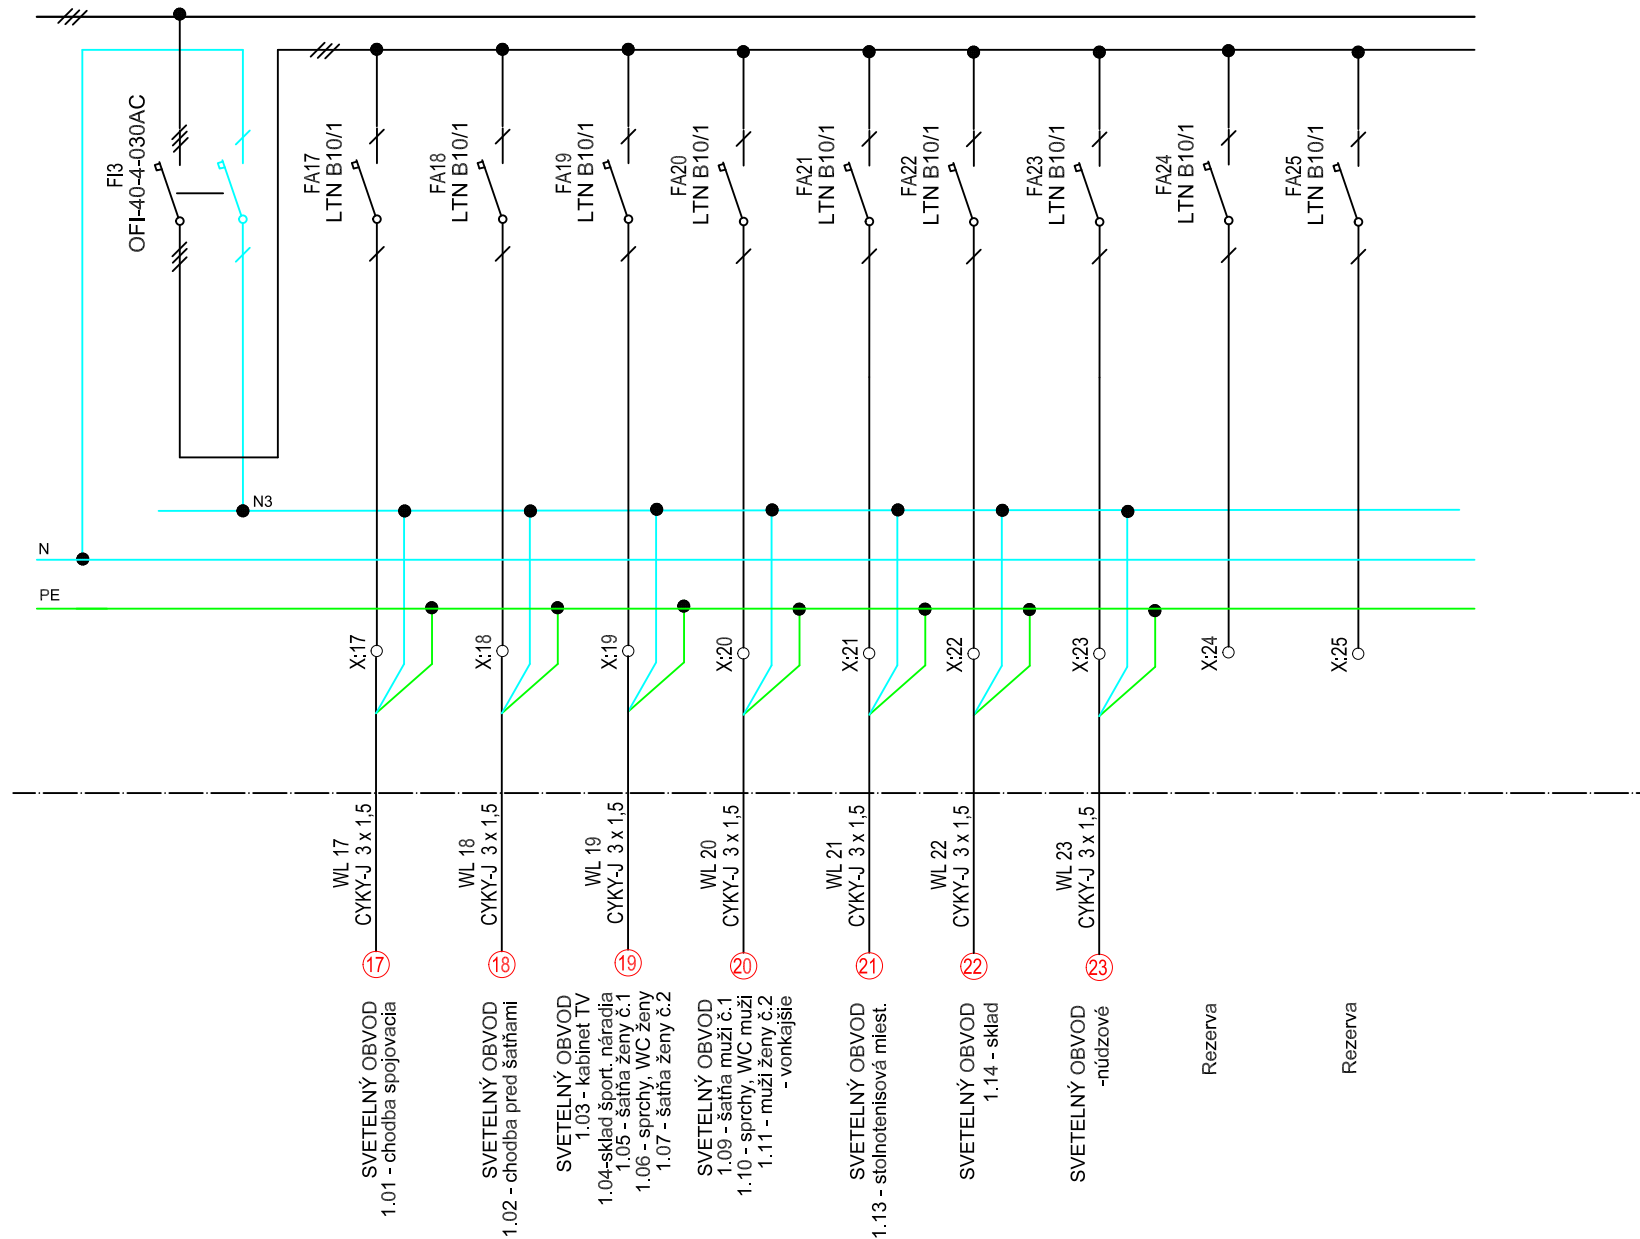 FI3
OFI-40-4-030AC
FA17
LTN B10/1
FA18
LTN B10/1
FA19
LTN B10/1
FA20
LTN B10/1
FA21
LTN B10/1
FA22
LTN B10/1
FA23
LTN B10/1
FA24
LTN B10/1
FA25
LTN B10/1
N3
N
PE
X:17
X:18
X:19
X:20
X:21
X:22
X:23
X:24
X:25
WL 17
CYKY-J 3 x 1,5
WL 18
CYKY-J 3 x 1,5
WL 19
CYKY-J 3 x 1,5
WL 20
CYKY-J 3 x 1,5
WL 21
CYKY-J 3 x 1,5
WL 22
CYKY-J 3 x 1,5
WL 23
CYKY-J 3 x 1,5
17
18
19
20
21
22
23
SVETELNÝ OBVOD
1.01 - chodba spojovacia
SVETELNÝ OBVOD
1.02 - chodba pred šatňami
SVETELNÝ OBVOD
1.03 - kabinet TV
1.04-sklad šport. náradia
1.05 - šatňa ženy č.1
1.06 - sprchy, WC ženy
1.07 - šatňa ženy č.2
SVETELNÝ OBVOD
1.09 - šatňa muži č.1
1.10 - sprchy, WC muži
1.11 - muži ženy č.2
- vonkajšie
SVETELNÝ OBVOD
1.13 - stolnotenisová miest.
SVETELNÝ OBVOD
1.14 - sklad
SVETELNÝ OBVOD
-núdzové
Rezerva
Rezerva